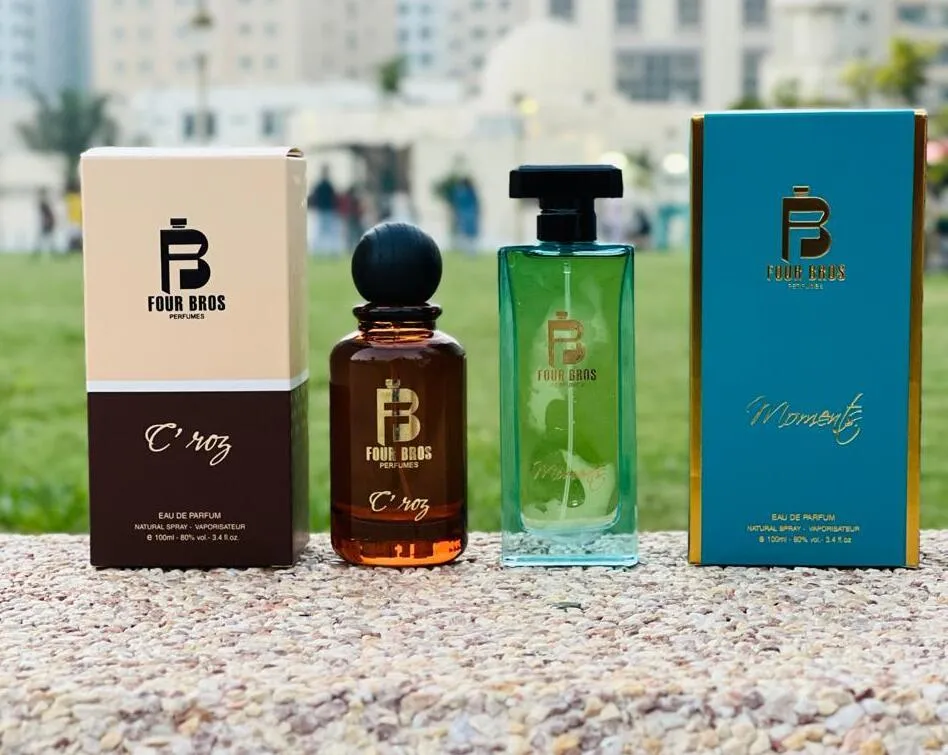 FOUR BROS
PERFUMES
C' roz
EAU DE PARFUM
NATURAL SPRAY - VAPORISATEUR
e 100ml - 80% vol.- 3.4 fl.oz.
FOUR BROS
PERFUMES
C' roz
FOUR BROS
PERFUMES
Moments
FOUR BROS
PERFUMES
Moments
EAU DE PARFUM
NATURAL SPRAY - VAPORISATEUR
e 100ml - 80% vol.- 3.4 fl.oz